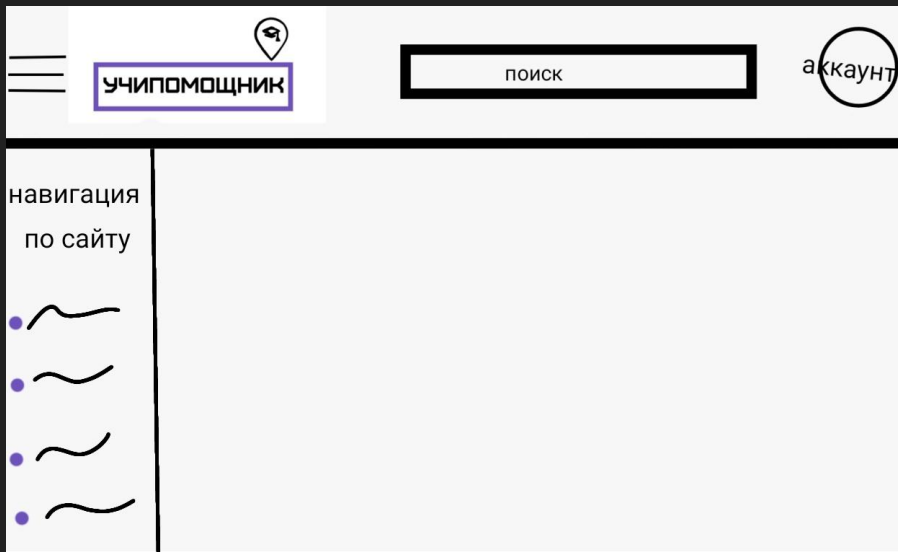 УЧИПОМОЩНИК
поиск
аккаунт
навигация
по сайту